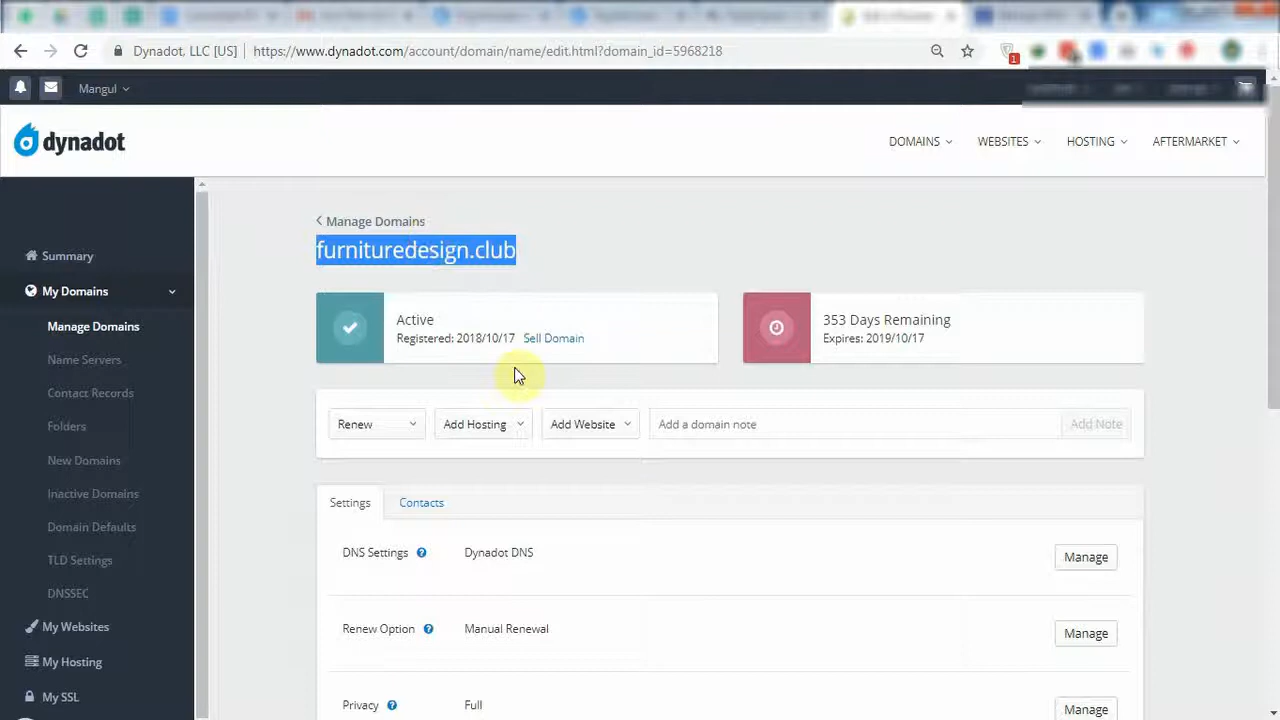 Dynadot, LLC [US]
https://www.dynadot.com/account/domain/name/edit.html?domain_id=5968218
1
Mangul
dynadot
DOMAINS
WEBSITES
HOSTING
AFTERMARKET
Summary
My Domains
Manage Domains
Name Servers
Contact Records
Folders
New Domains
Inactive Domains
Domain Defaults
TLD Settings
DNSSEC
My Websites
My Hosting
My SSL
Manage Domains
furnituredesign.club
Active
Registered: 2018/10/17 Sell Domain
353 Days Remaining
Expires: 2019/10/17
Renew
Add Hosting
Add Website
Add a domain note
Add Note
Settings
Contacts
DNS Settings ?
Dynadot DNS
Manage
Renew Option ?
Manual Renewal
Manage
Privacy ?
Full
Manage